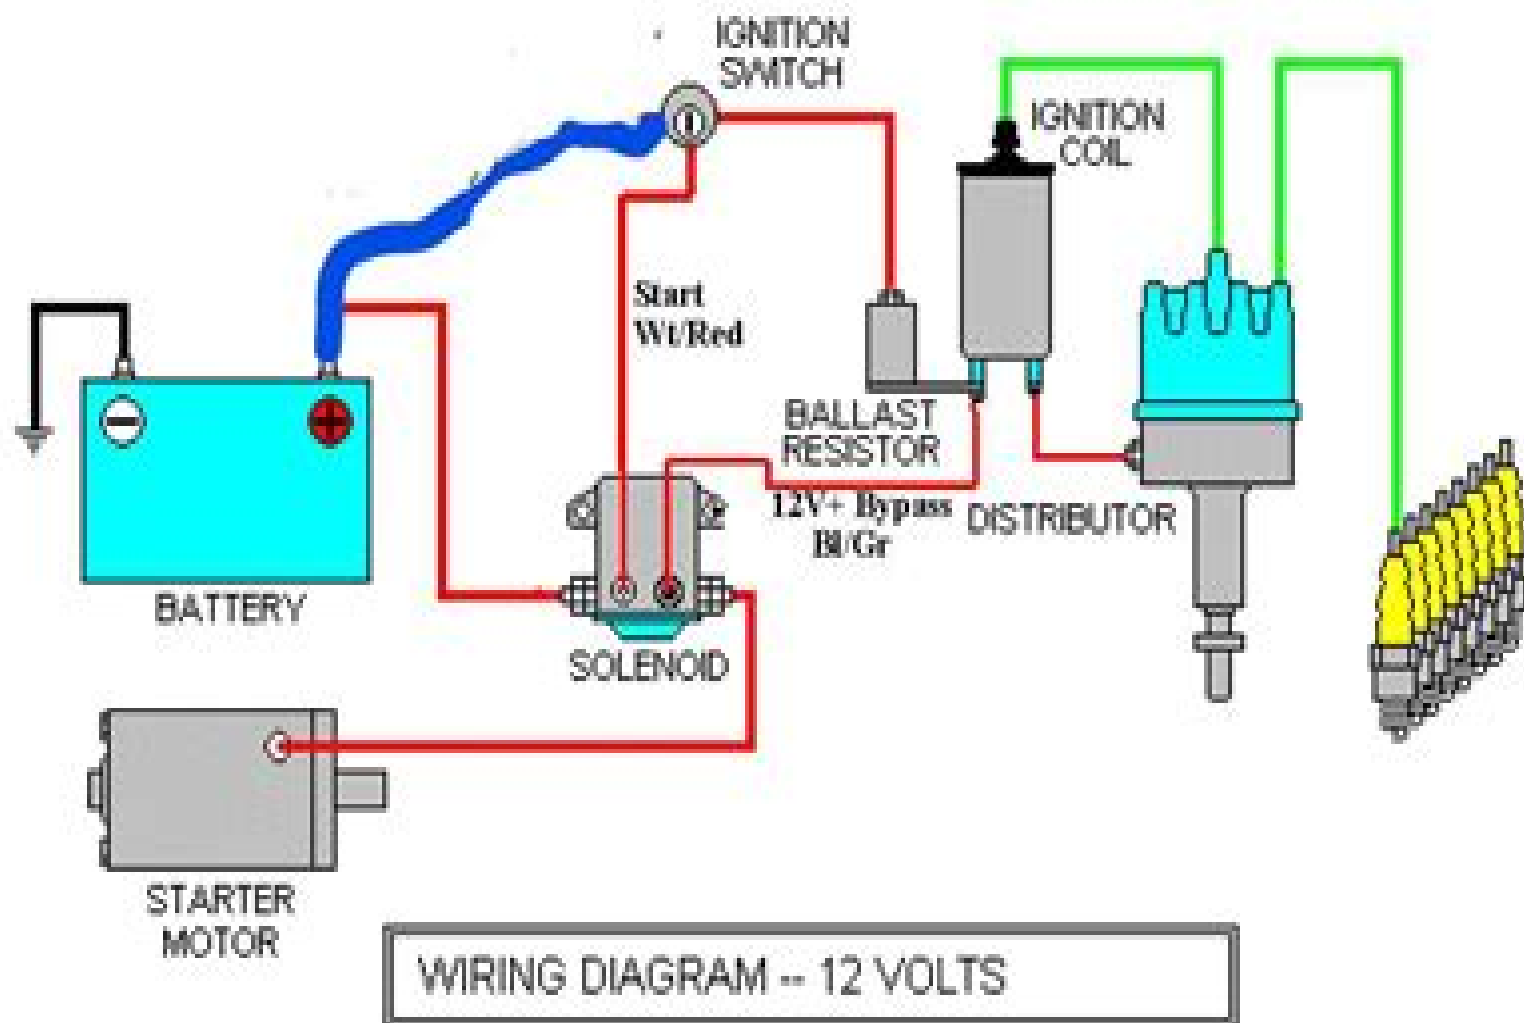 IGNITION
SWITCH
IGNITION
COIL
Start
Wt/Red
BALLAST
RESISTOR
12V+ Bypass
Bl/Gr
DISTRIBUTOR
BATTERY
SOLENOID
STARTER
MOTOR
WIRING DIAGRAM -- 12 VOLTS